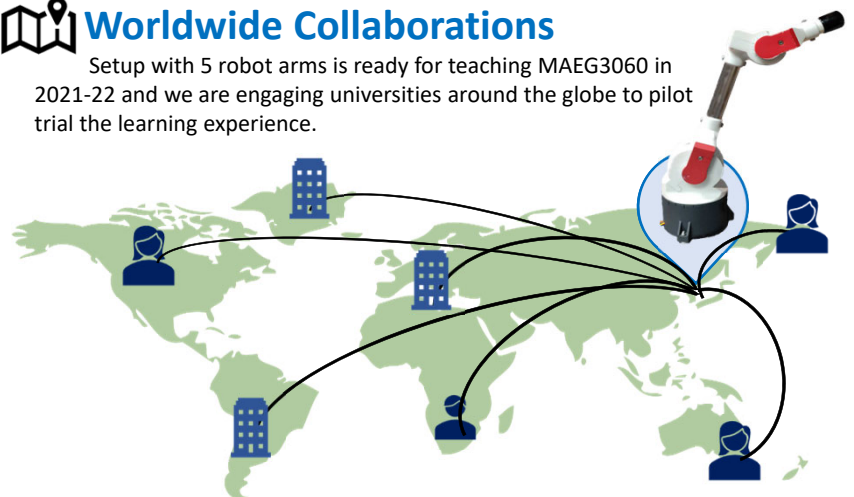 Worldwide Collaborations
Setup with 5 robot arms is ready for teaching MAEG3060 in
2021-22 and we are engaging universities around the globe to pilot
trial the learning experience.